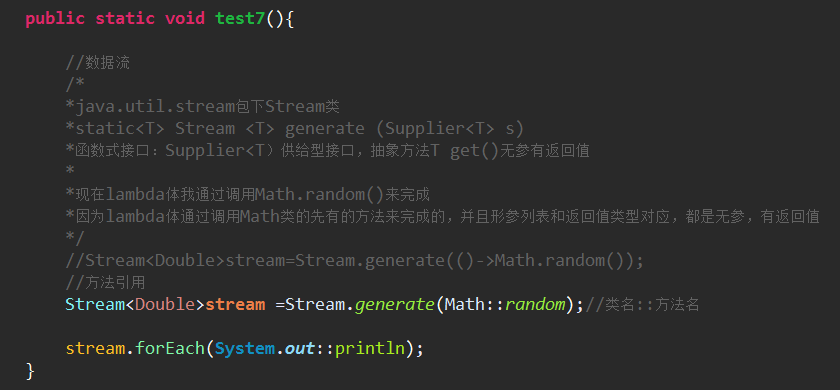 public static void test7(){
//数据流
/*
*java.util.stream包下Stream类
*static<T> Stream <T> generate (Supplier<T> s)
*函数式接口：Supplier<T）供给型接口，抽象方法T get()无参有返回值
*
*现在lambda体我通过调用Math.random()来完成
*因为lambda体通过调用Math类的先有的方法来完成的，并且形参列表和返回值类型对应，都是无参，有返回值
*/
//Stream<Double>stream=Stream.generate(()->Math.random());
//方法引用
Stream<Double>stream =Stream.generate(Math::random);//类名::方法名
stream.forEach(System.out::println);
}